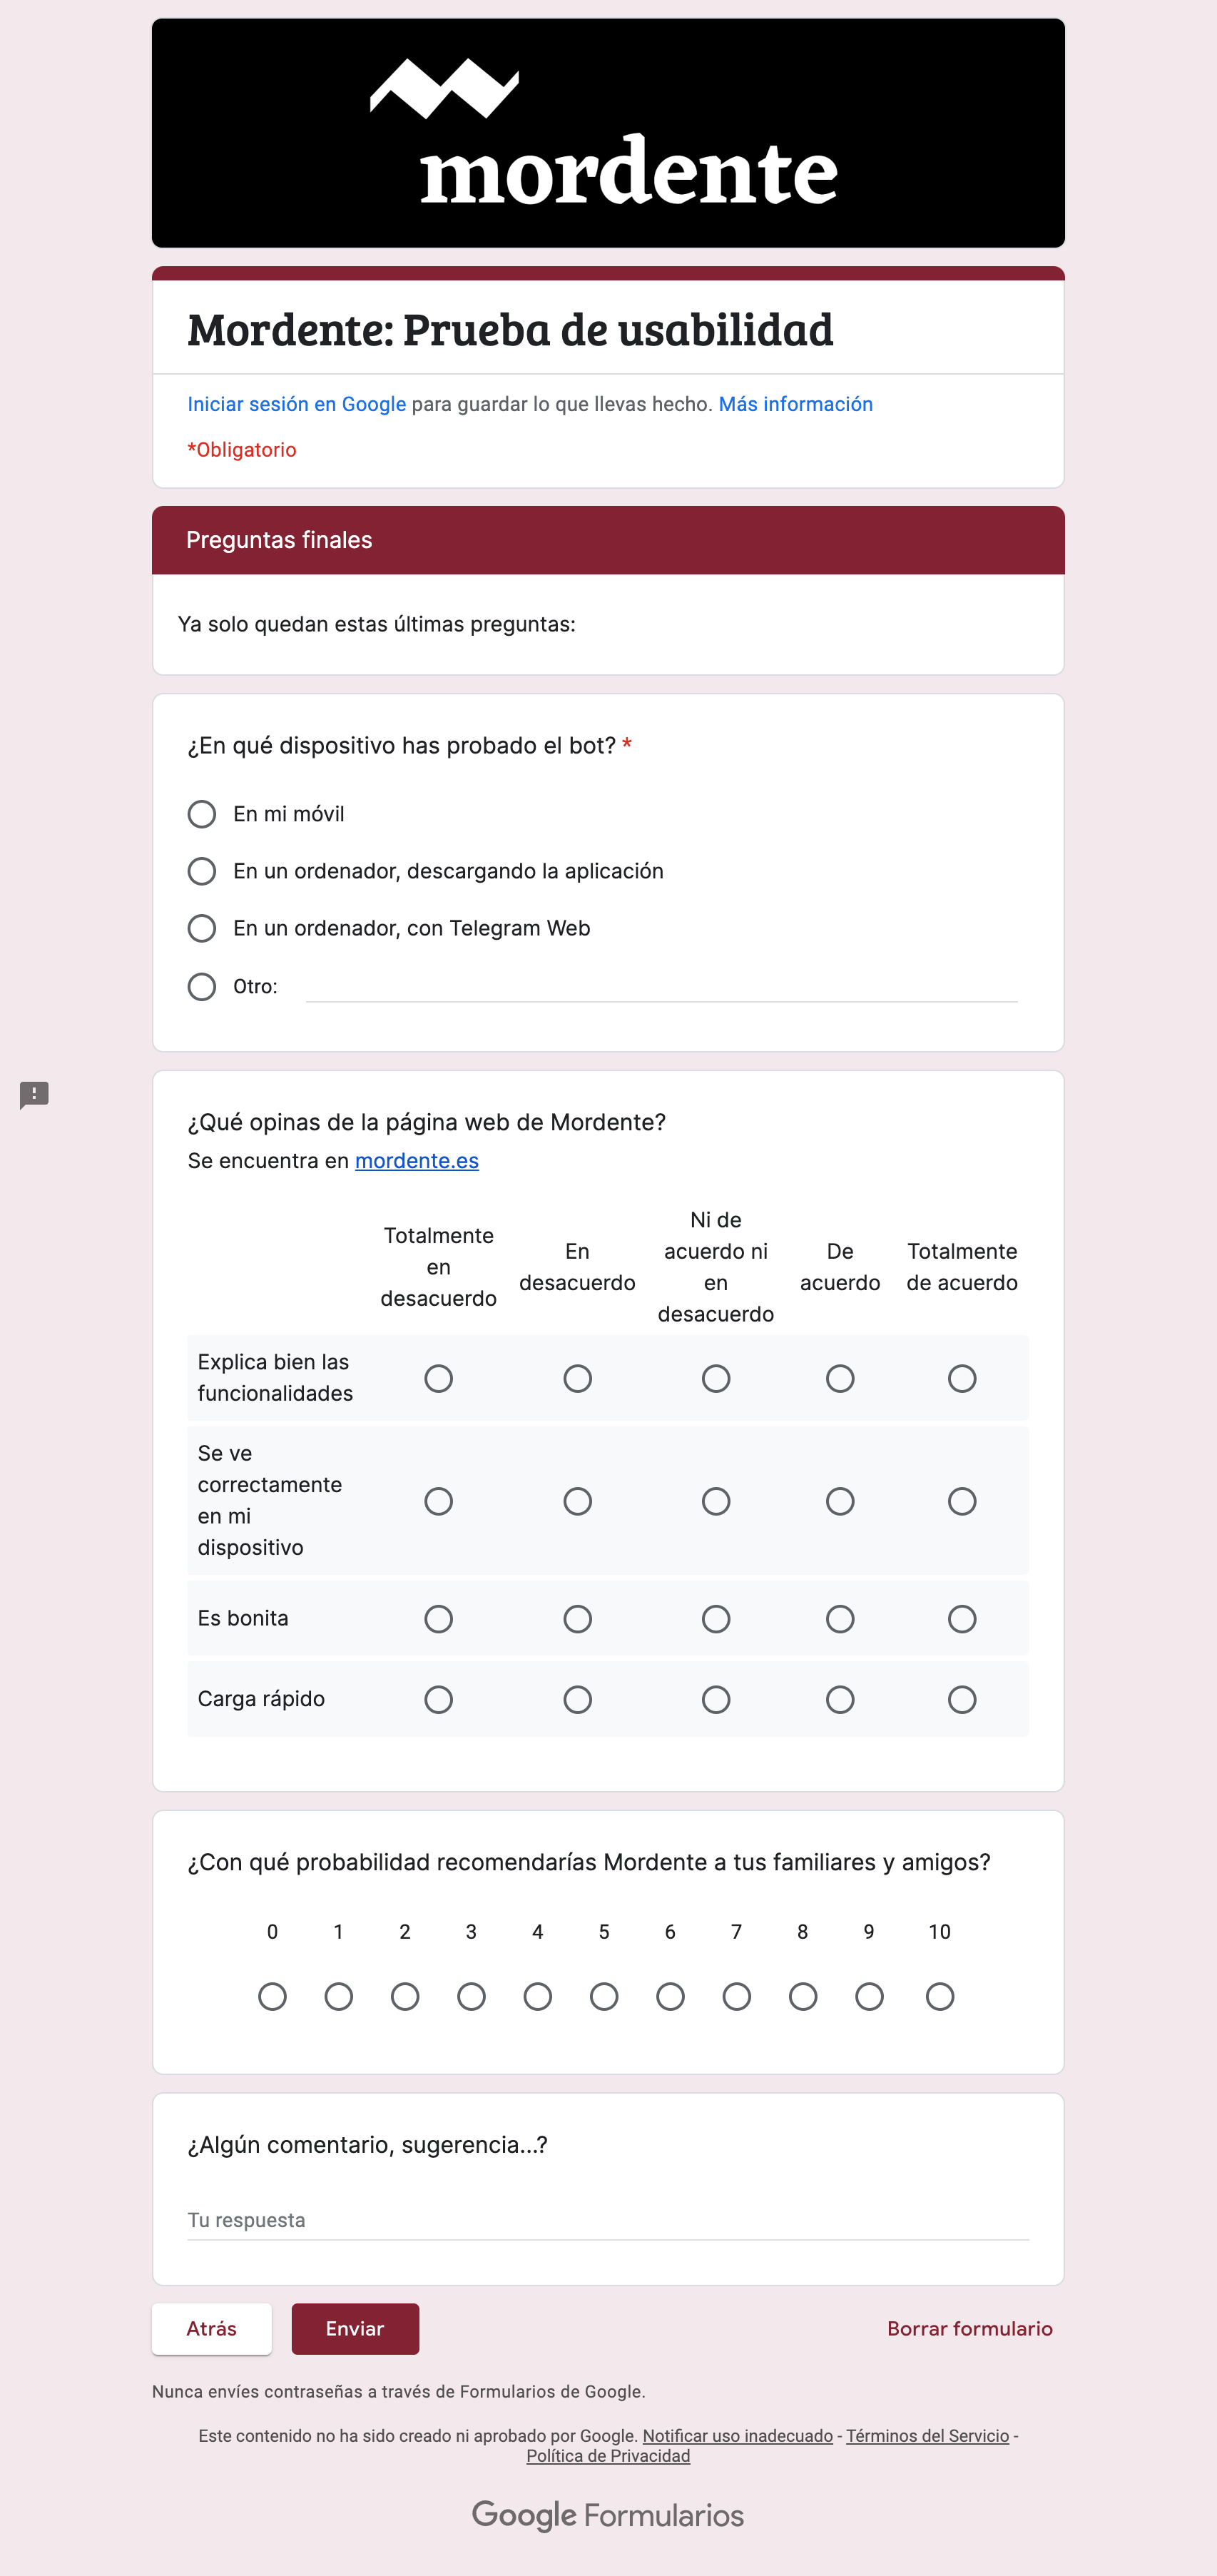 mordente
Mordente: Prueba de usabilidad
Iniciar sesión en Google para guardar lo que llevas hecho. Más información
*Obligatorio
Preguntas finales
Ya solo quedan estas últimas preguntas:
¿En qué dispositivo has probado el bot? *
En mi móvil
En un ordenador, descargando la aplicación
En un ordenador, con Telegram Web
Otro:
¿Qué opinas de la página web de Mordente?
Se encuentra en mordente.es
Totalmente
en
desacuerdo
En
desacuerdo
Ni de
acuerdo ni
en
desacuerdo
De
acuerdo
Totalmente
de acuerdo
Explica bien las
funcionalidades
Se ve
correctamente
en mi
dispositivo
Es bonita
Carga rápido
¿Con qué probabilidad recomendarías Mordente a tus familiares y amigos?
0 1 2 3 4 5 6 7 8 9 10
¿Algún comentario, sugerencia...?
Tu respuesta
Atrás Enviar Borrar formulario
Nunca envíes contraseñas a través de Formularios de Google.
Este contenido no ha sido creado ni aprobado por Google. Notificar uso inadecuado - Términos del Servicio -
Política de Privacidad
Google Formularios